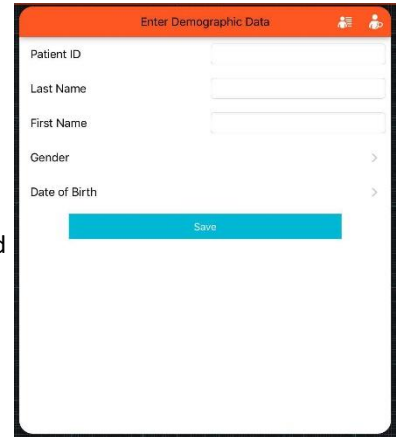 Enter Demographic Data
Patient ID
Last Name
First Name
Gender
Date of Birth
Save